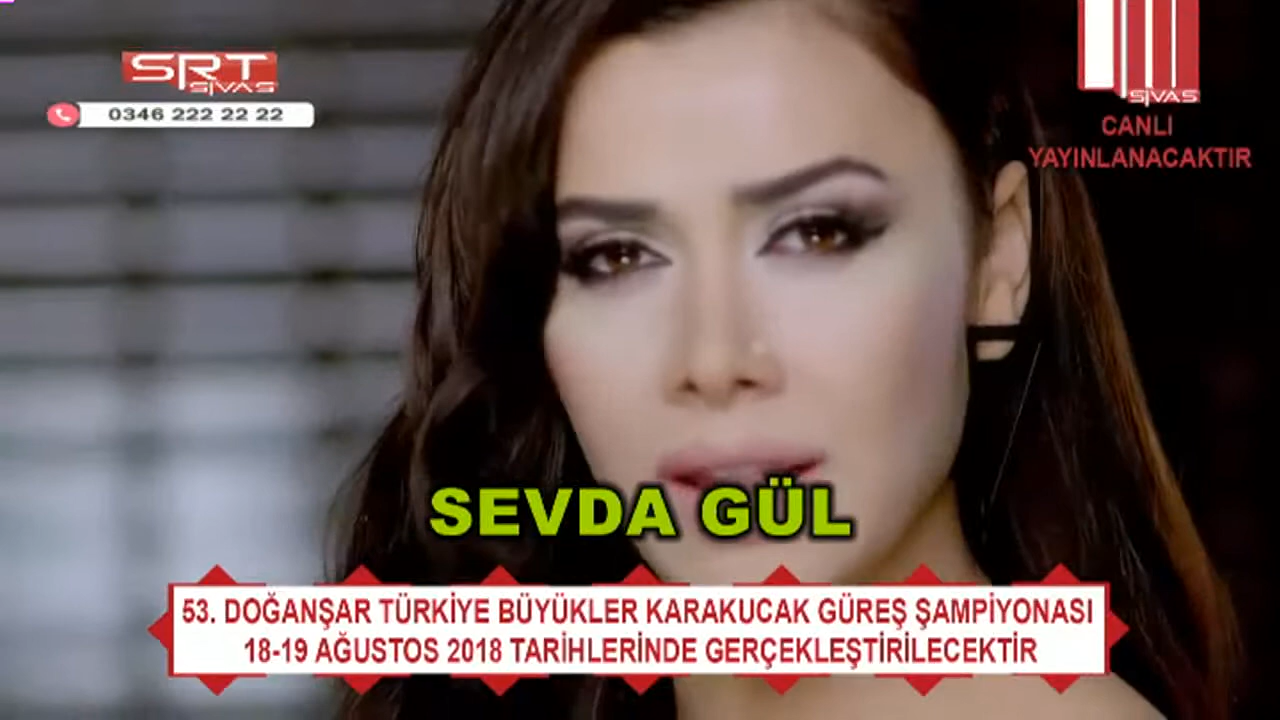 SRT
SİVAS
0346 222 22 22
SİVAS
CANLI
YAYINLANACAKTIR
SEVDA GÜL
53. DOĞANŞAR TÜRKİYE BÜYÜKLER KARAKUCAK GÜREŞ ŞAMPİYONASI
18-19 AĞUSTOS 2018 TARİHLERİNDE GERÇEKLEŞTİRİLECEKTİR